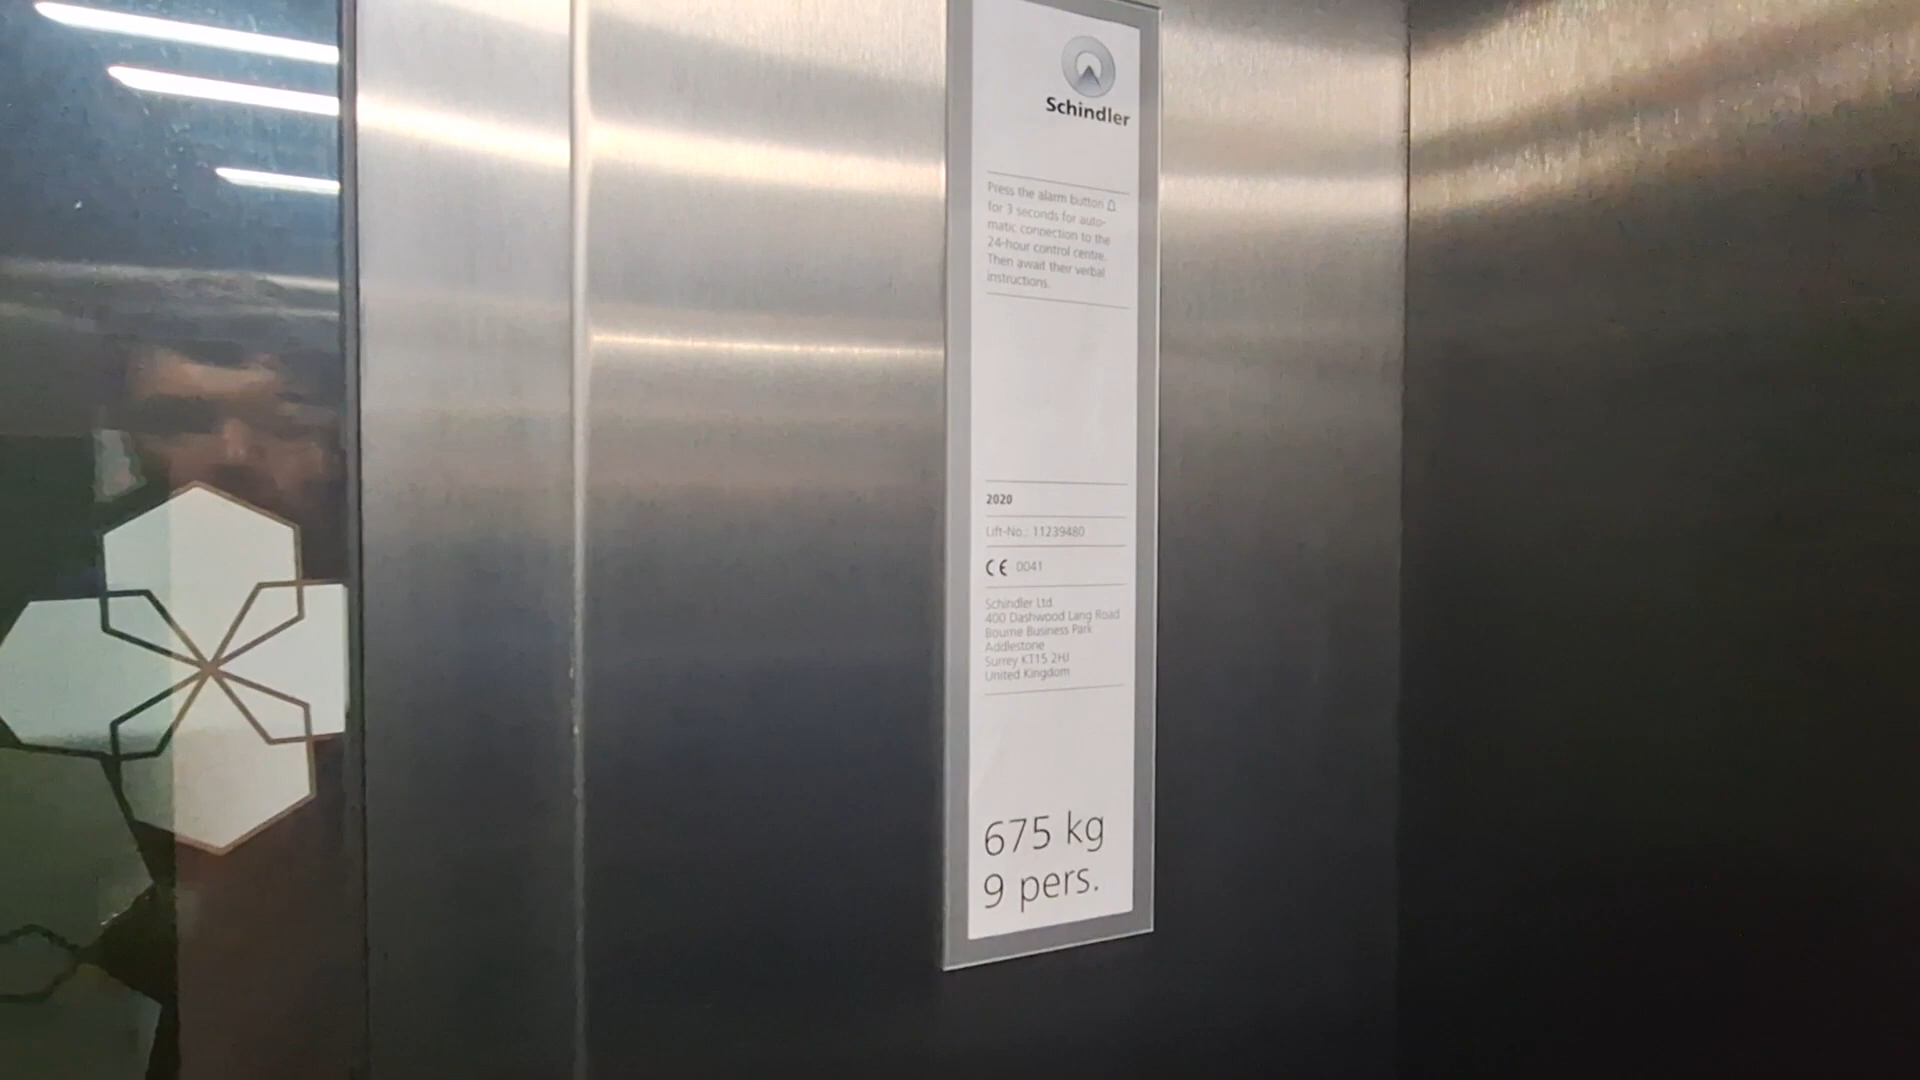 Schindler
Press the alarm button
for 3 seconds for auto-
matic connection to the
24-hour control centre.
Then await their verbal
instructions.
2020
Lift-No.: 11239480
CE 0041
Schindler Ltd
400 Dashwood Lang Road
Bourne Business Park
Addlestone
Surrey KT15 2HJ
United Kingdom
675 kg
9 pers.